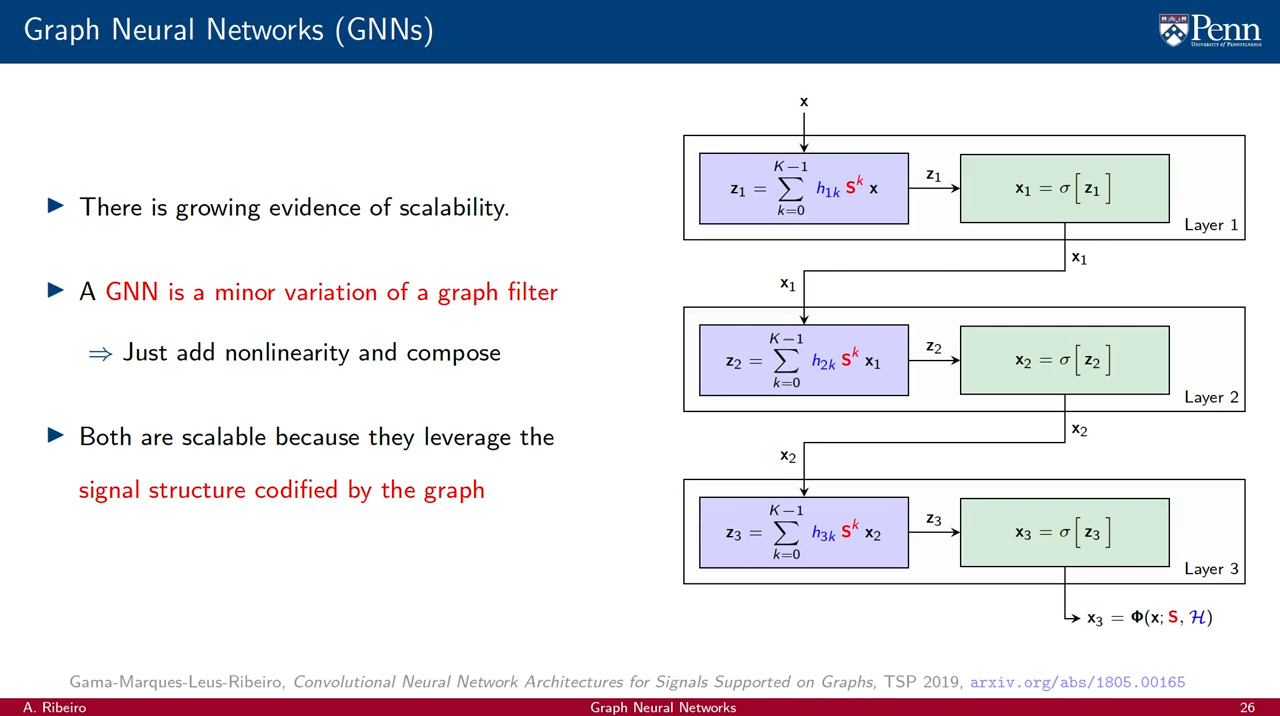 Graph Neural Networks (GNNs)
Penn
UNIVERSITY OF PENNSYLVANIA
▶ There is growing evidence of scalability.
▶ A GNN is a minor variation of a graph filter
⇒ Just add nonlinearity and compose
▶ Both are scalable because they leverage the
signal structure codified by the graph
x
z₁ = ∑_{k=0}^{K−1} h₁ₖ Sᵏ x
z₁
x₁ = σ[z₁]
Layer 1
x₁
x₁
z₂ = ∑_{k=0}^{K−1} h₂ₖ Sᵏ x₁
z₂
x₂ = σ[z₂]
Layer 2
x₂
x₂
z₃ = ∑_{k=0}^{K−1} h₃ₖ Sᵏ x₂
z₃
x₃ = σ[z₃]
Layer 3
x₃ = Φ(x; S, ℋ)
Gama-Marques-Leus-Ribeiro, Convolutional Neural Network Architectures for Signals Supported on Graphs, TSP 2019, arxiv.org/abs/1805.00165
A. Ribeiro
Graph Neural Networks
26